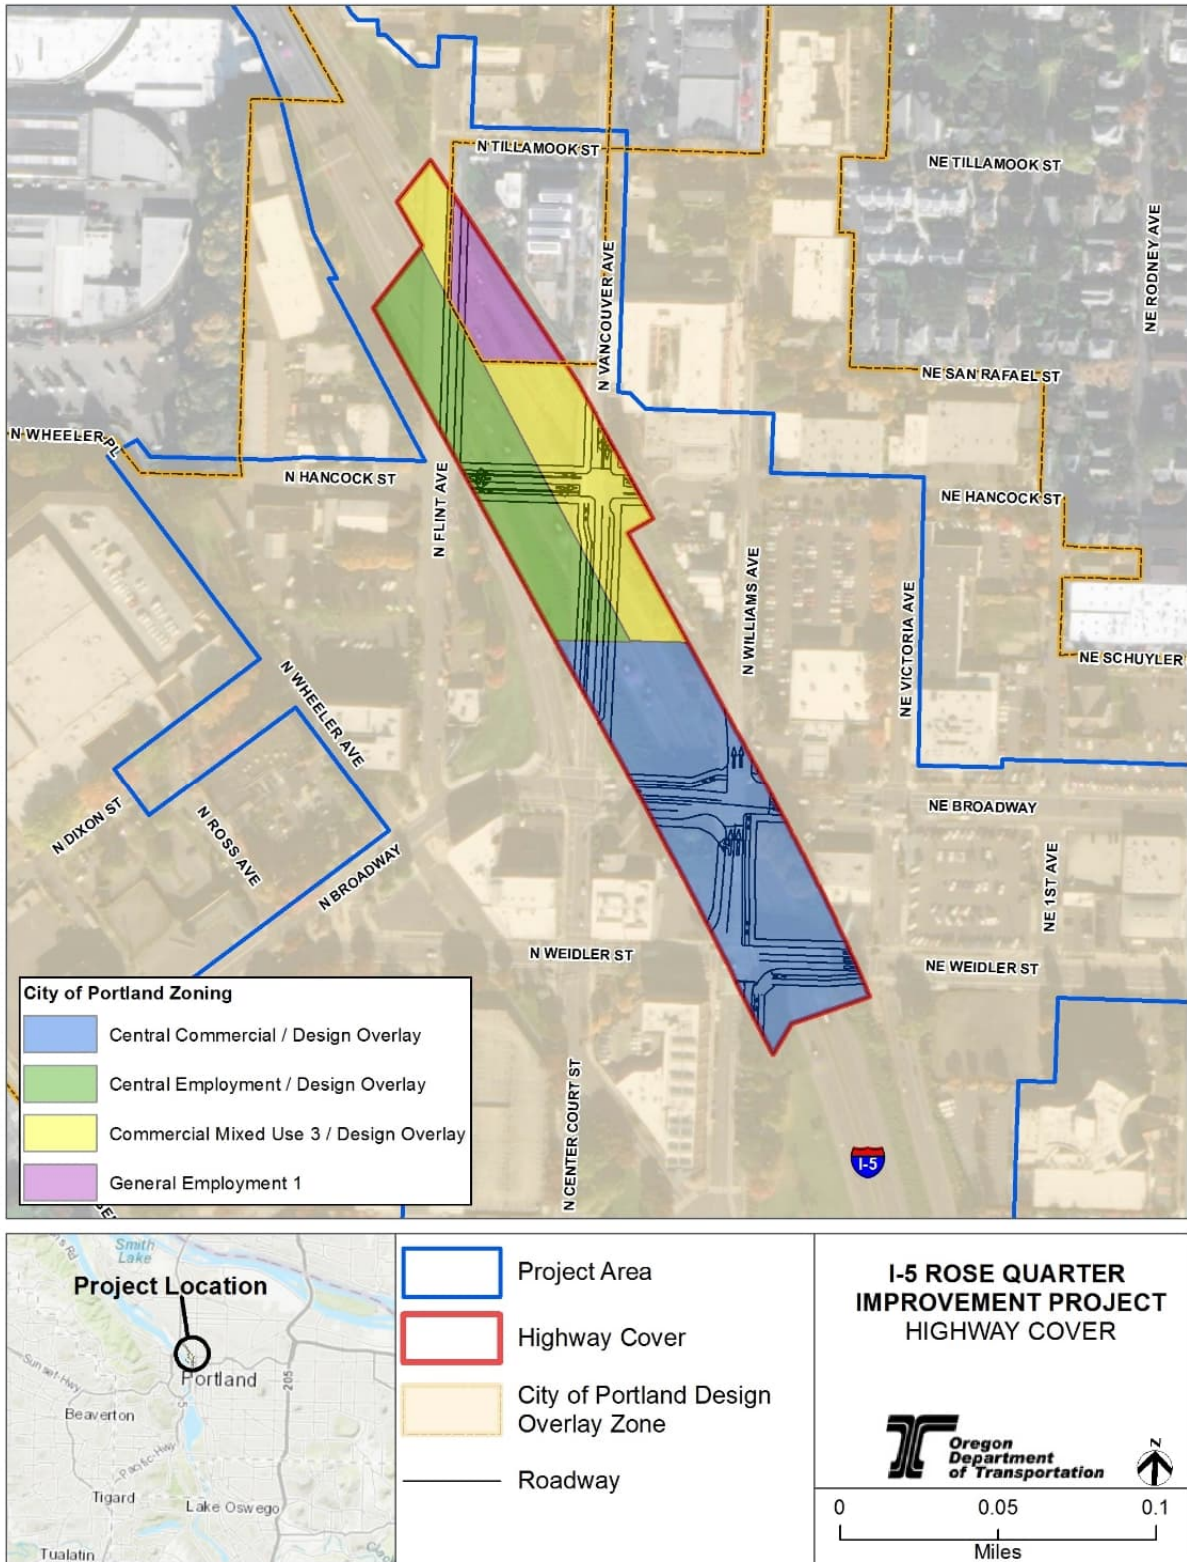 N TILLAMOOK ST
NE TILLAMOOK ST
NE RODNEY AVE
N VANCOUVER AVE
NE SAN RAFAEL ST
N WHEELER PL
N HANCOCK ST
N FLINT AVE
NE HANCOCK ST
N WILLIAMS AVE
NE VICTORIA AVE
NE SCHUYLER
N WHEELER AVE
N DIXON ST
N ROSS AVE
N BROADWAY
NE BROADWAY
NE 1ST AVE
N WEIDLER ST
NE WEIDLER ST
N CENTER COURT ST
I-5
City of Portland Zoning
Central Commercial / Design Overlay
Central Employment / Design Overlay
Commercial Mixed Use 3 / Design Overlay
General Employment 1
Smith
Lake
Project Location
Portland
Sunset-Hwy
205
5
Beaverton
Pacific-Hwy
Tigard
Lake Oswego
Tualatin
Project Area
Highway Cover
City of Portland Design
Overlay Zone
Roadway
I-5 ROSE QUARTER
IMPROVEMENT PROJECT
HIGHWAY COVER
Oregon
Department
of Transportation
N
0 0.05 0.1
Miles